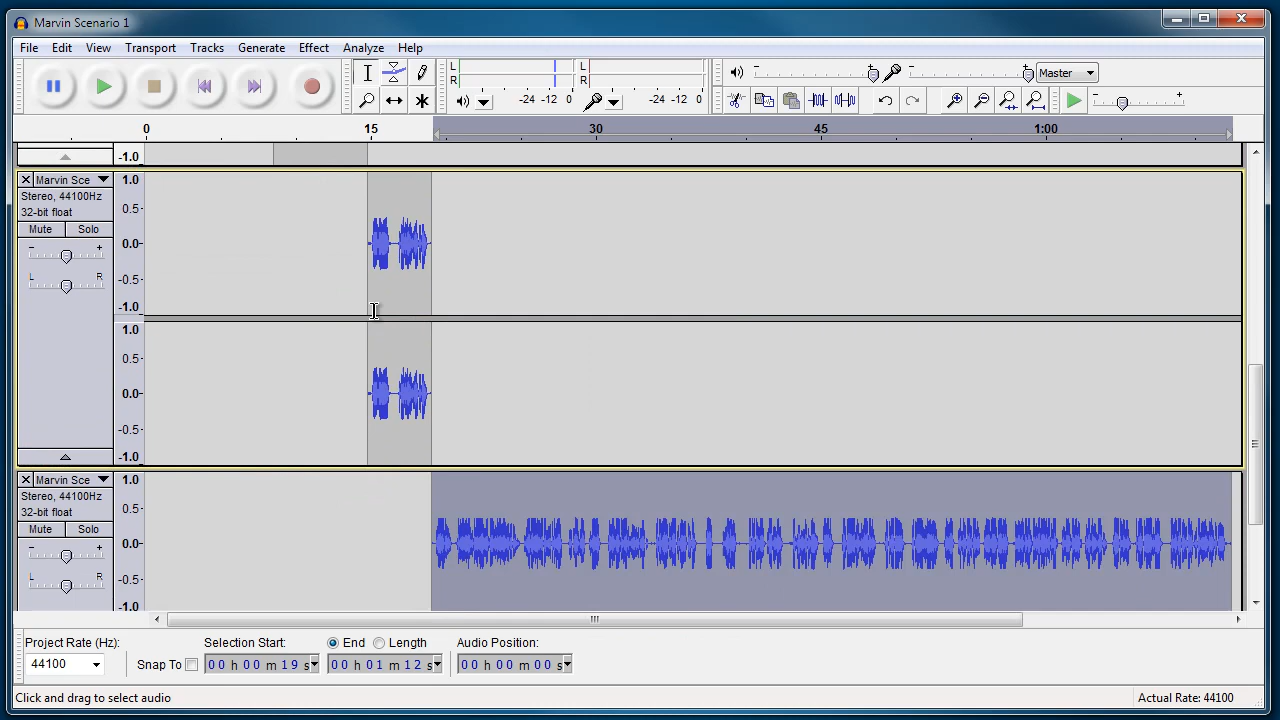 Marvin Scenario 1
File Edit View Transport Tracks Generate Effect Analyze Help
L L
R R
-24 -12 0 -24 -12 0
Master
0 15 30 45 1:00
-1.0
Marvin Sce
Stereo, 44100Hz
32-bit float
Mute Solo
- +
L R
1.0
0.5-
0.0-
-0.5-
-1.0
1.0
0.5-
0.0-
-0.5-
-1.0
Marvin Sce
Stereo, 44100Hz
32-bit float
Mute Solo
- +
L R
1.0
0.5-
0.0-
-0.5-
-1.0
Project Rate (Hz): Selection Start: End Length Audio Position:
44100 Snap To 00 h 00 m 19 s 00 h 01 m 12 s 00 h 00 m 00 s
Click and drag to select audio Actual Rate: 44100